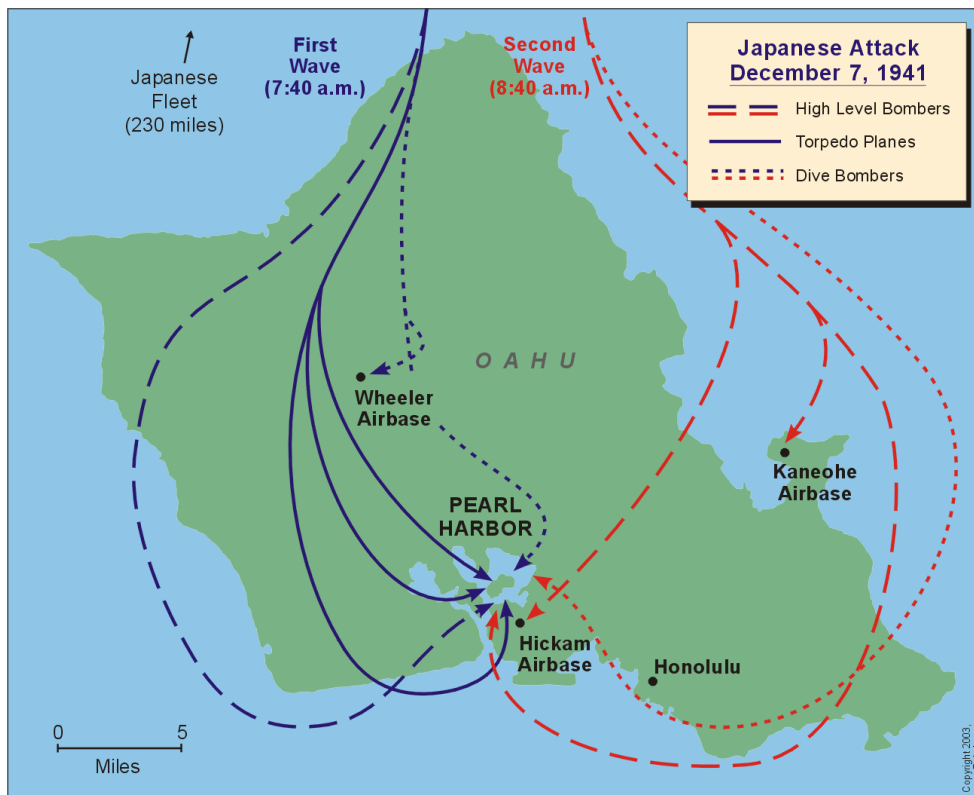 First
Wave
(7:40 a.m.)
Second
Wave
(8:40 a.m.)
Japanese
Fleet
(230 miles)
Japanese Attack
December 7, 1941
High Level Bombers
Torpedo Planes
Dive Bombers
OAHU
Wheeler
Airbase
Kaneohe
Airbase
PEARL
HARBOR
Hickam
Airbase
Honolulu
0 5
Miles
Copyright 2003,